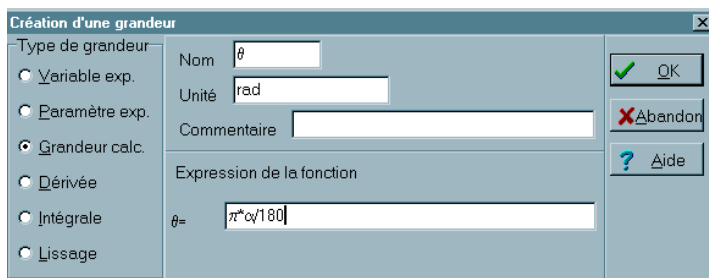 Création d'une grandeur
Type de grandeur
Variable exp.
Paramètre exp.
Grandeur calc.
Dérivée
Intégrale
Lissage
Nom θ
Unité rad
Commentaire
Expression de la fonction
θ= π*α/180
OK
Abandon
Aide